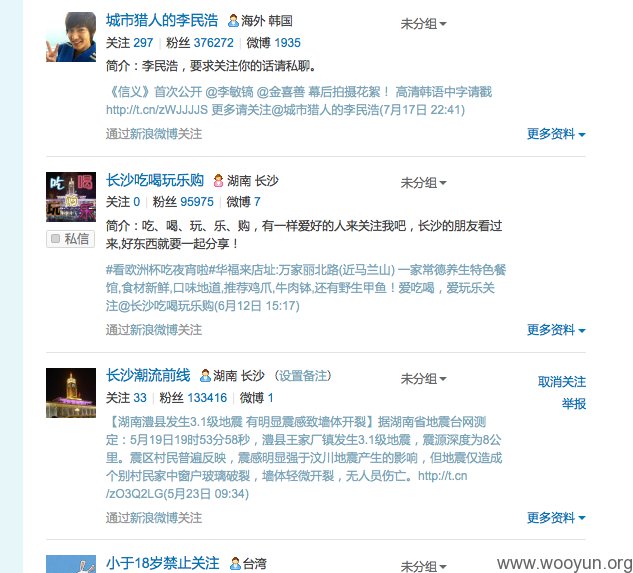 城市猎人的李民浩 海外 韩国 未分组
关注 297 粉丝 376272 微博 1935
简介：李民浩，要求关注你的话请私聊。
《信义》首次公开 @李敏镐 @金喜善 幕后拍摄花絮！ 高清韩语中字请戳
http://t.cn/zWJJJJS 更多请关注@城市猎人的李民浩(7月17日 22:41)
通过新浪微博关注 更多资料
长沙吃喝玩乐购 湖南 长沙 未分组
关注 0 粉丝 95975 微博 7
吃 喝
玩 乐
简介：吃、喝、玩、乐、购，有一样爱好的人来关注我吧，长沙的朋友看过
私信
来,好东西就要一起分享！
#看欧洲杯吃夜宵啦#华福来店址:万家丽北路(近马兰山) 一家常德养生特色餐
馆,食材新鲜,口味地道,推荐鸡爪,牛肉钵,还有野生甲鱼！爱吃喝，爱玩乐关
注@长沙吃喝玩乐购(6月12日 15:17)
通过新浪微博关注 更多资料
长沙潮流前线 湖南 长沙 （设置备注） 未分组 取消关注
关注 33 粉丝 133416 微博 1 举报
【湖南澧县发生3.1级地震 有明显震感致墙体开裂】据湖南省地震台网测
定：5月19日19时53分58秒，澧县王家厂镇发生3.1级地震，震源深度为8公
里。震区村民普遍反映，震感明显强于汶川地震产生的影响，但地震仅造成
个别村民家中窗户玻璃破裂，墙体轻微开裂，无人员伤亡。http://t.cn
/zO3Q2LG(5月23日 09:34)
通过新浪微博关注 更多资料
小于18岁禁止关注 台湾 未分组
www.wooyun.org